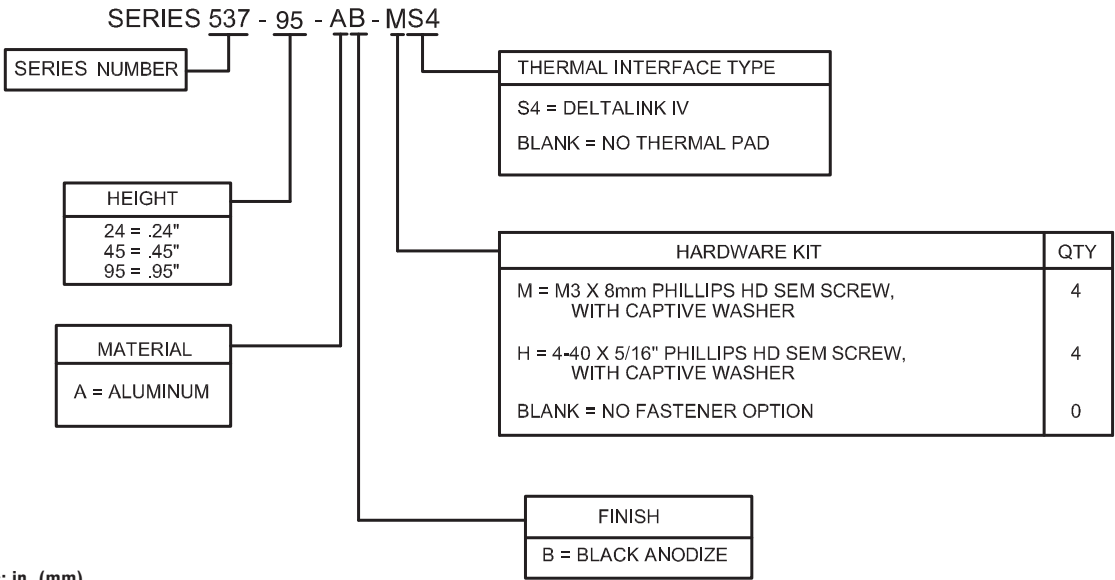 SERIES 537 - 95 - AB - MS4
SERIES NUMBER
THERMAL INTERFACE TYPE
S4 = DELTALINK IV
BLANK = NO THERMAL PAD
HEIGHT
24 = .24"
45 = .45"
95 = .95"
HARDWARE KIT QTY
M = M3 X 8mm PHILLIPS HD SEM SCREW, 4
WITH CAPTIVE WASHER
H = 4-40 X 5/16" PHILLIPS HD SEM SCREW, 4
WITH CAPTIVE WASHER
BLANK = NO FASTENER OPTION 0
MATERIAL
A = ALUMINUM
FINISH
B = BLACK ANODIZE
: in. (mm)